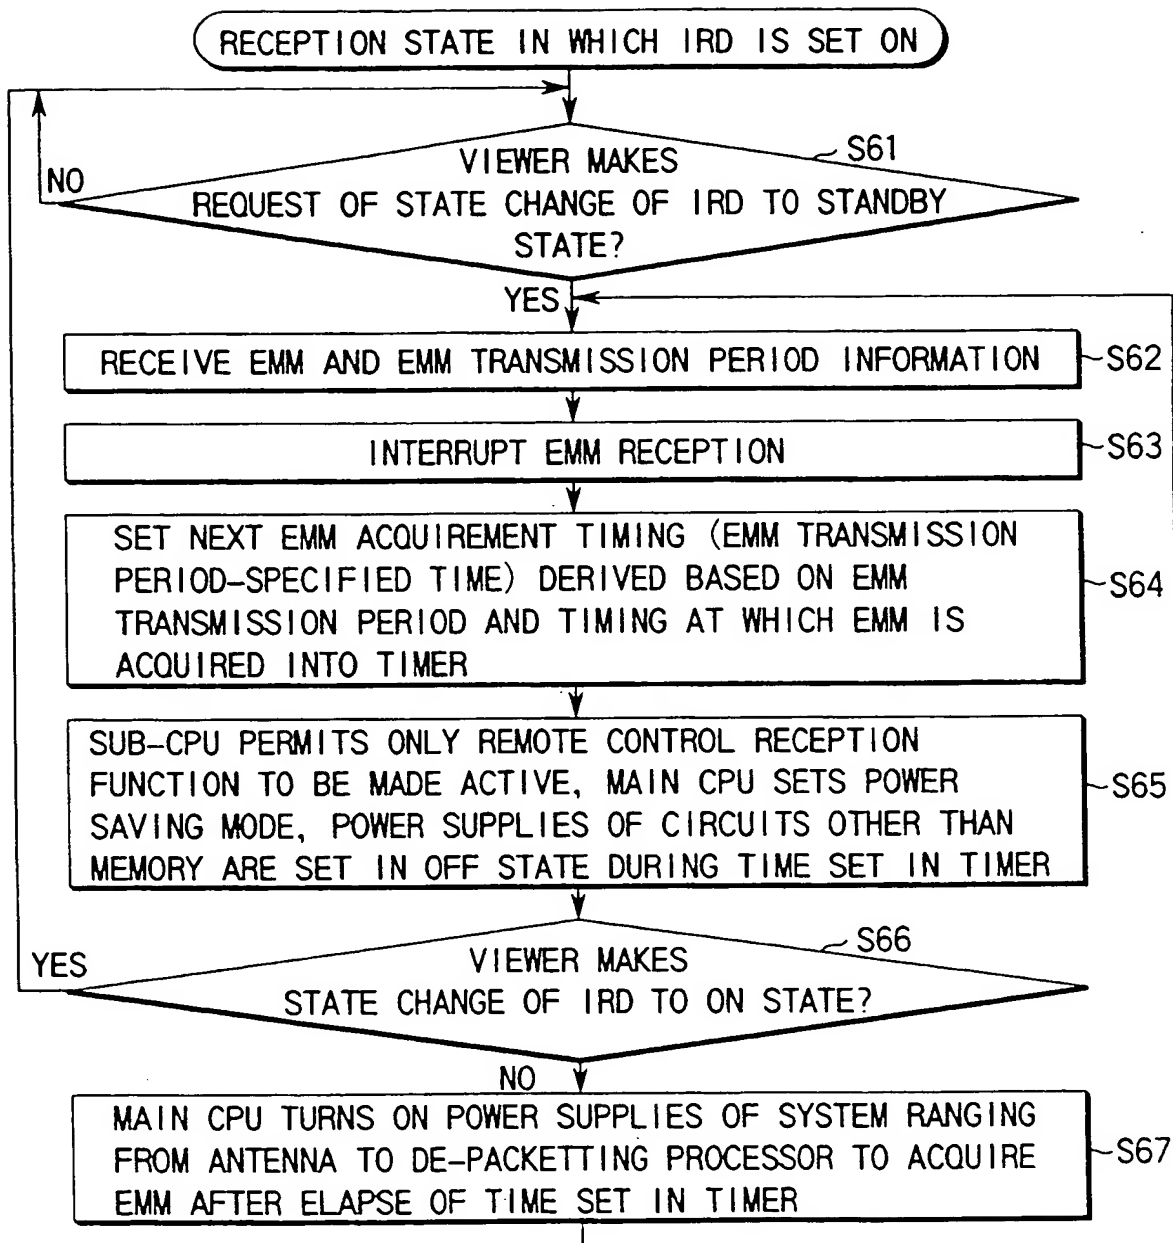 RECEPTION STATE IN WHICH IRD IS SET ON
VIEWER MAKES
REQUEST OF STATE CHANGE OF IRD TO STANDBY
STATE?
S61
NO
YES
RECEIVE EMM AND EMM TRANSMISSION PERIOD INFORMATION
S62
INTERRUPT EMM RECEPTION
S63
SET NEXT EMM ACQUIREMENT TIMING (EMM TRANSMISSION
PERIOD-SPECIFIED TIME) DERIVED BASED ON EMM
TRANSMISSION PERIOD AND TIMING AT WHICH EMM IS
ACQUIRED INTO TIMER
S64
SUB-CPU PERMITS ONLY REMOTE CONTROL RECEPTION
FUNCTION TO BE MADE ACTIVE, MAIN CPU SETS POWER
SAVING MODE, POWER SUPPLIES OF CIRCUITS OTHER THAN
MEMORY ARE SET IN OFF STATE DURING TIME SET IN TIMER
S65
VIEWER MAKES
STATE CHANGE OF IRD TO ON STATE?
S66
YES
NO
MAIN CPU TURNS ON POWER SUPPLIES OF SYSTEM RANGING
FROM ANTENNA TO DE-PACKETTING PROCESSOR TO ACQUIRE
EMM AFTER ELAPSE OF TIME SET IN TIMER
S67